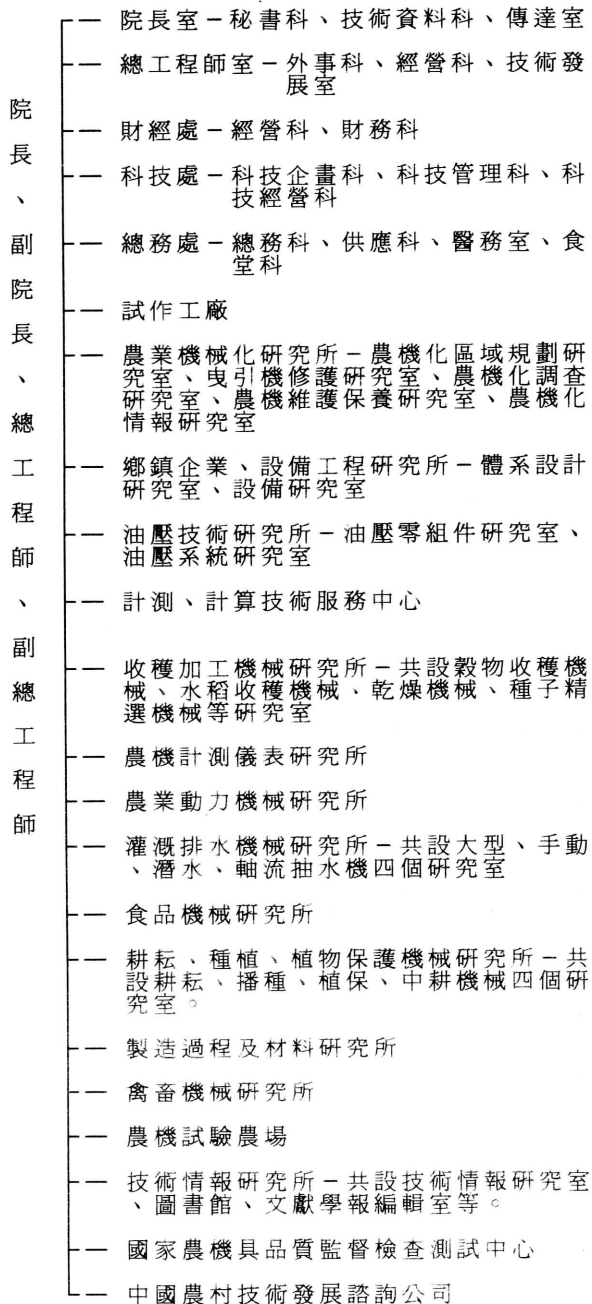 院長、副院長、總工程師、副總工程師
院長室－秘書科、技術資料科、傳達室
總工程師室－外事科、經營科、技術發
展室
財經處－經營科、財務科
科技處－科技企畫科、科技管理科、科
技經營科
總務處－總務科、供應科、醫務室、食
堂科
試作工廠
農業機械化研究所－農機化區域規劃研
究室、曳引機修護研究室、農機化調查
研究室、農機維護保養研究室、農機化
情報研究室
鄉鎮企業、設備工程研究所－體系設計
研究室、設備研究室
油壓技術研究所－油壓零組件研究室、
油壓系統研究室
計測、計算技術服務中心
收穫加工機械研究所－共設穀物收穫機
械、水稻收穫機械、乾燥機械、種子精
選機械等研究室
農機計測儀表研究所
農業動力機械研究所
灌溉排水機械研究所－共設大型、手動
、潛水、軸流抽水機四個研究室
食品機械研究所
耕耘、種植、植物保護機械研究所－共
設耕耘、播種、植保、中耕機械四個研
究室。
製造過程及材料研究所
禽畜機械研究所
農機試驗農場
技術情報研究所－共設技術情報研究室
、圖書館、文獻學報編輯室等。
國家農機具品質監督檢查測試中心
中國農村技術發展諮詢公司